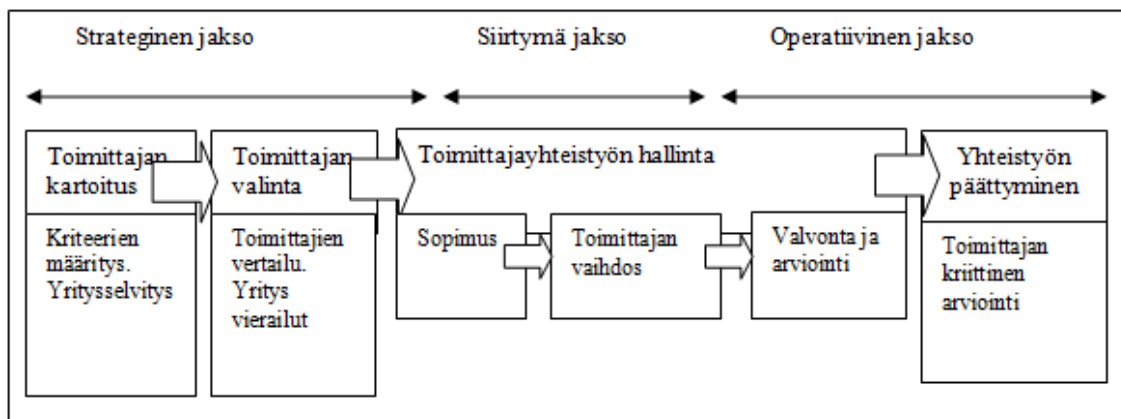 Strateginen jakso
Siirtymä jakso
Operatiivinen jakso
Toimittajan
kartoitus
Kriteerien
määritys.
Yritysselvitys
Toimittajan
valinta
Toimittajien
vertailu.
Yritys
vierailut
Toimittajayhteistyön hallinta
Sopimus
Toimittajan
vaihdos
Valvonta ja
arviointi
Yhteistyön
päättyminen
Toimittajan
kriittinen
arviointi